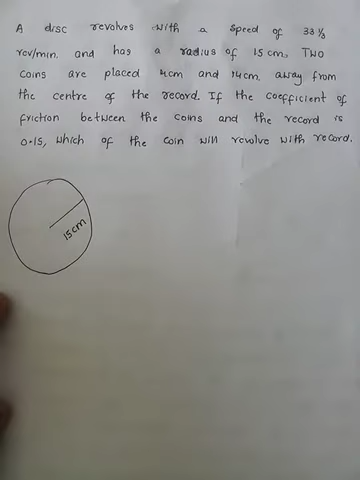 A disc revolves with a speed of 33 1/3
rev/min. and has a radius of 15 cm. Two
coins are placed 4cm and 14cm. away from
the centre of the record. If the coefficient of
friction between the coins and the record is
0.15, which of the coin will revolve with record.
15cm